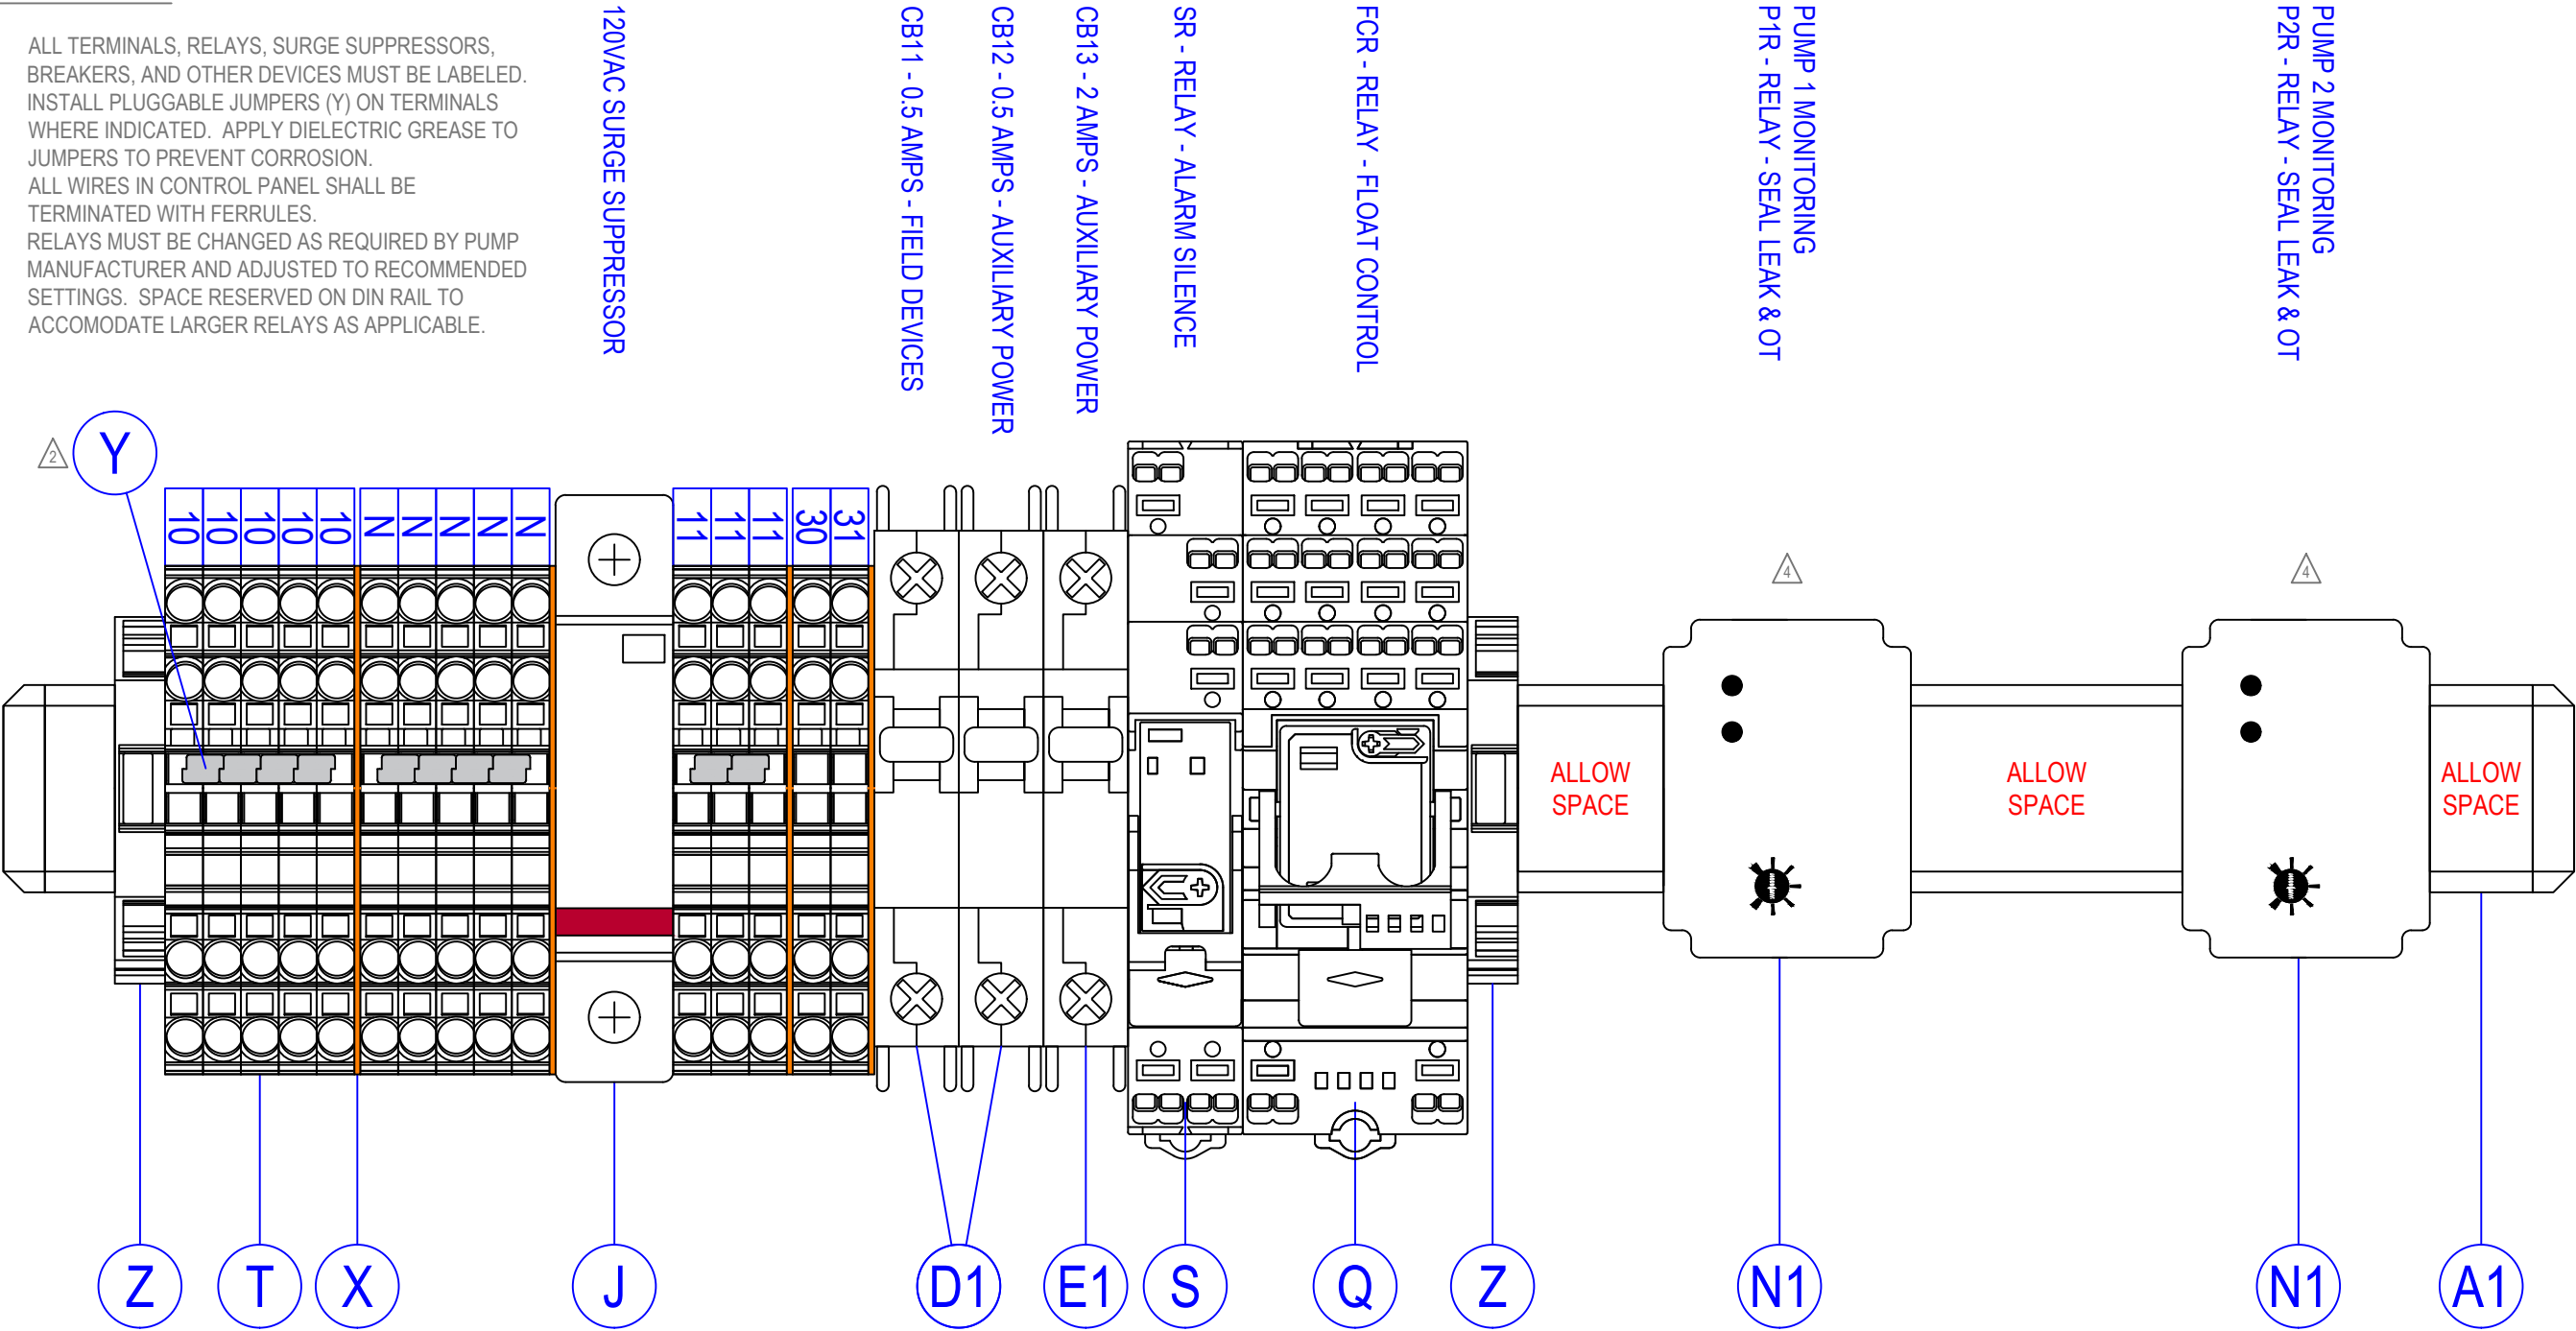 ALL TERMINALS, RELAYS, SURGE SUPPRESSORS,
BREAKERS, AND OTHER DEVICES MUST BE LABELED.
INSTALL PLUGGABLE JUMPERS (Y) ON TERMINALS
WHERE INDICATED.  APPLY DIELECTRIC GREASE TO
JUMPERS TO PREVENT CORROSION.
ALL WIRES IN CONTROL PANEL SHALL BE
TERMINATED WITH FERRULES.
RELAYS MUST BE CHANGED AS REQUIRED BY PUMP
MANUFACTURER AND ADJUSTED TO RECOMMENDED
SETTINGS.  SPACE RESERVED ON DIN RAIL TO
ACCOMODATE LARGER RELAYS AS APPLICABLE.
120VAC SURGE SUPPRESSOR
CB11 - 0.5 AMPS - FIELD DEVICES
CB12 - 0.5 AMPS - AUXILIARY POWER
CB13 - 2 AMPS - AUXILIARY POWER
SR - RELAY - ALARM SILENCE
FCR - RELAY - FLOAT CONTROL
PUMP 1 MONITORING
P1R - RELAY - SEAL LEAK & OT
PUMP 2 MONITORING
P2R - RELAY - SEAL LEAK & OT
2
Y
10
10
10
10
10
N
N
N
N
N
11
11
11
30
31
4
4
ALLOW
SPACE
ALLOW
SPACE
ALLOW
SPACE
Z
T
X
J
D1
E1
S
Q
Z
N1
N1
A1